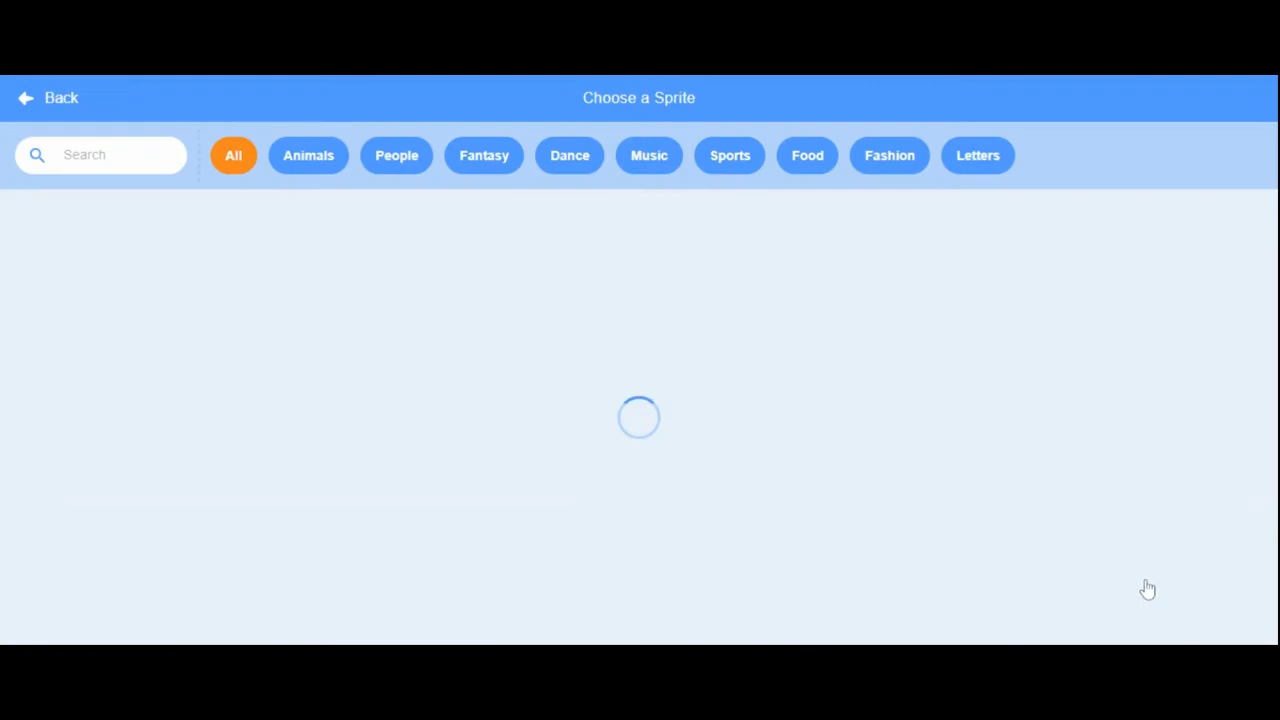 Back
Choose a Sprite
Search
All
Animals
People
Fantasy
Dance
Music
Sports
Food
Fashion
Letters